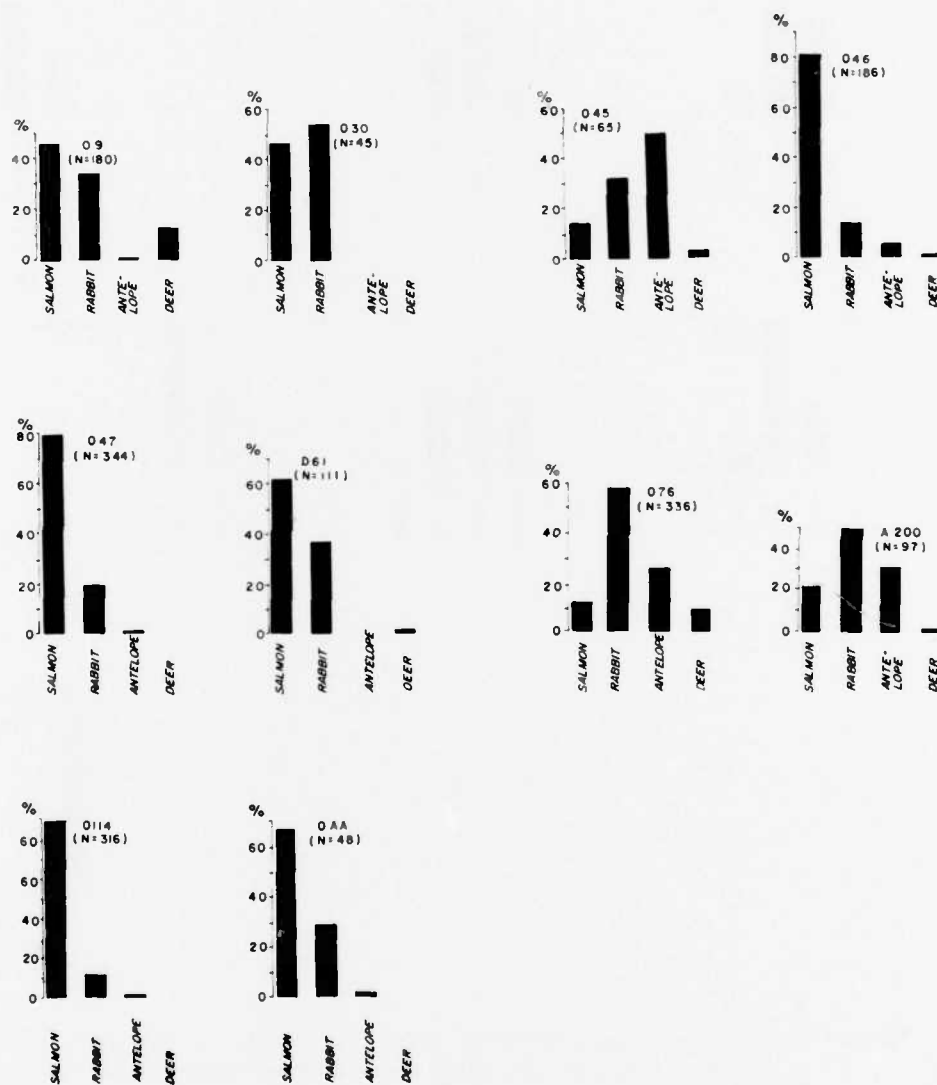 %
40
20
0
09
(N=180)
SALMON
RABBIT
ANTE-
LOPE
DEER
%
60
40
20
0
030
(N=45)
SALMON
RABBIT
ANTE-
LOPE
DEER
%
60
40
20
0
045
(N=65)
SALMON
RABBIT
ANTE-
LOPE
DEER
%
80
60
40
20
0
046
(N=186)
SALMON
RABBIT
ANTE-
LOPE
DEER
%
80
60
40
20
0
047
(N=344)
SALMON
RABBIT
ANTELOPE
DEER
%
60
40
20
0
D61
(N=111)
SALMON
RABBIT
ANTELOPE
DEER
%
60
40
20
0
076
(N=336)
SALMON
RABBIT
ANTELOPE
DEER
%
40
20
0
A 200
(N=97)
SALMON
RABBIT
ANTE-
LOPE
DEER
%
60
40
20
0
0114
(N=316)
SALMON
RABBIT
ANTELOPE
DEER
%
60
40
20
0
0AA
(N=48)
SALMON
RABBIT
ANTELOPE
DEER